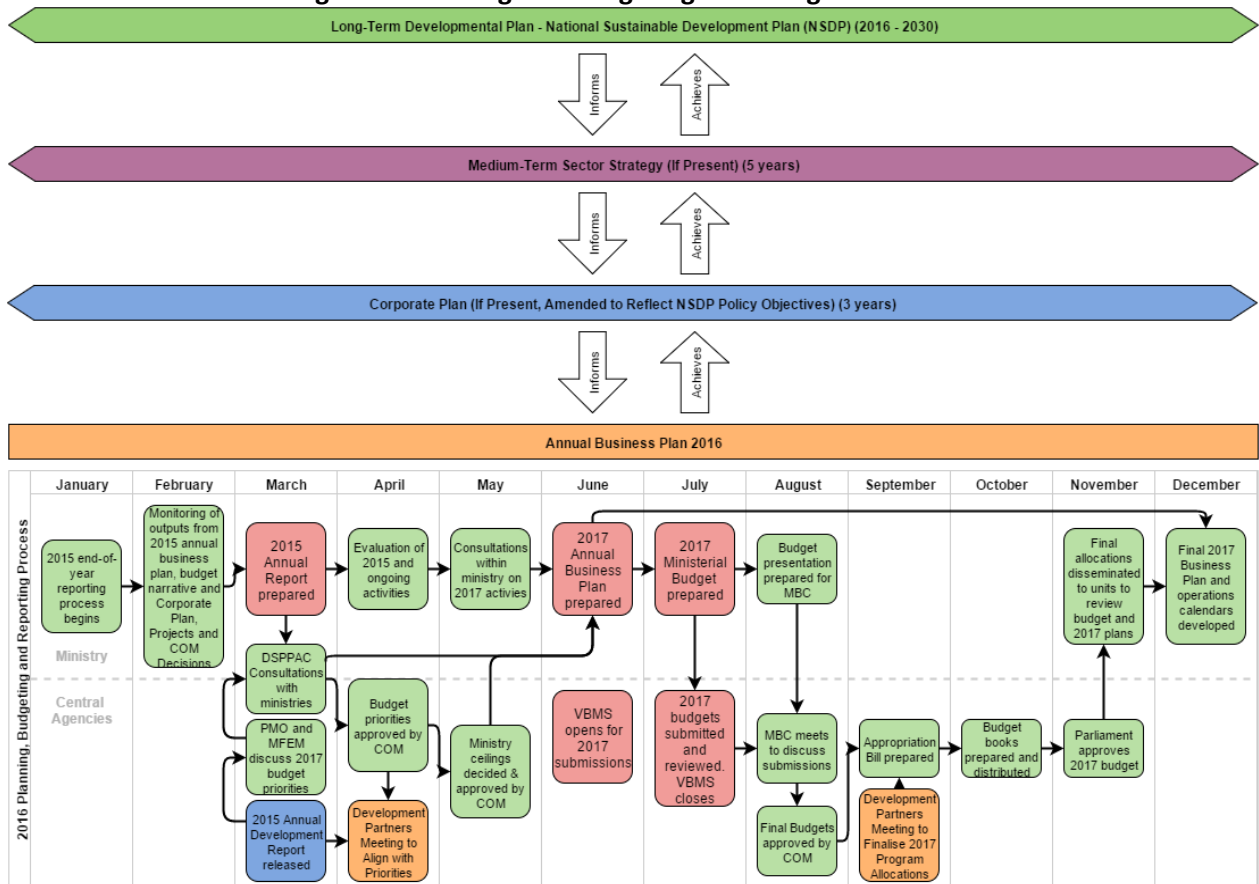 Long-Term Developmental Plan - National Sustainable Development Plan (NSDP) (2016 - 2030)
Informs
Achieves
Medium-Term Sector Strategy (If Present) (5 years)
Informs
Achieves
Corporate Plan (If Present, Amended to Reflect NSDP Policy Objectives) (3 years)
Informs
Achieves
Annual Business Plan 2016
2016 Planning, Budgeting and Reporting Process
January
February
March
April
May
June
July
August
September
October
November
December
Ministry
Central
Agencies
2015 end-of-
year
reporting
process
begins
Monitoring of
outputs from
2015 annual
business
plan, budget
narrative and
Corporate
Plan,
Projects and
COM
Decisions
2015
Annual
Report
prepared
Evaluation of
2015 and
ongoing
activities
Consultations
within
ministry on
2017 activies
2017
Annual
Business
Plan
prepared
2017
Ministerial
Budget
prepared
Budget
presentation
prepared for
MBC
Final
allocations
disseminated
to units to
review
budget and
2017 plans
Final 2017
Business
Plan and
operations
calendars
developed
DSPPAC
Consultations
with
ministries
PMO and
MFEM
discuss 2017
budget
priorities
2015 Annual
Development
Report
released
Budget
priorities
approved by
COM
Development
Partners
Meeting to
Align with
Priorities
Ministry
ceilings
decided &
approved by
COM
VBMS
opens for
2017
submissions
2017
budgets
submitted
and
reviewed.
VBMS
closes
MBC meets
to discuss
submissions
Final Budgets
approved by
COM
Appropriation
Bill prepared
Development
Partners
Meeting to
Finalise 2017
Program
Allocations
Budget
books
prepared and
distributed
Parliament
approves
2017 budget